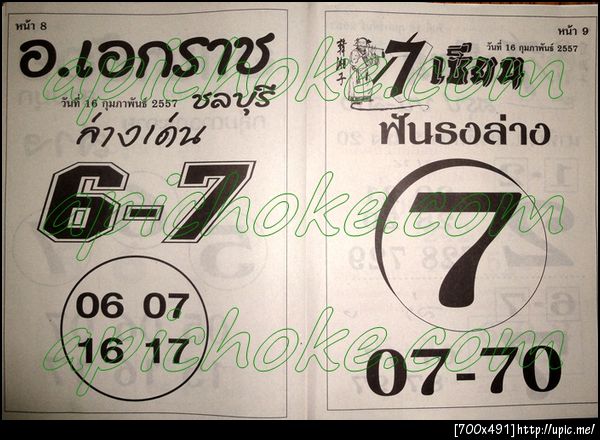 หน้า 8
อ.เอกราช
วันที่ 16 กุมภาพันธ์ 2557 ชลบุรี
ล่างเด่น
6-7
06 07
16 17
หน้า 9
7 เซียน
วันที่ 16 กุมภาพันธ์ 2557
ฟันธงล่าง
7
07-70
apichoke.com
apichoke.com
apichoke.com
apichoke.com
[700x491]http://upic.me/